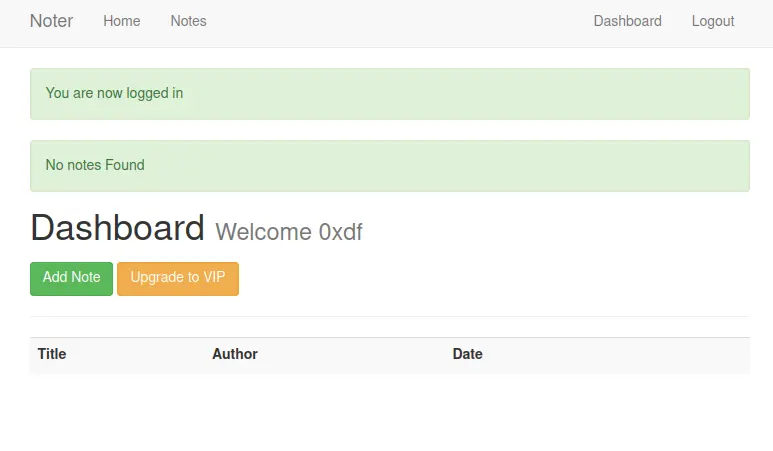 Noter Home Notes Dashboard Logout
You are now logged in
No notes Found
Dashboard Welcome 0xdf
Add Note Upgrade to VIP
Title Author Date